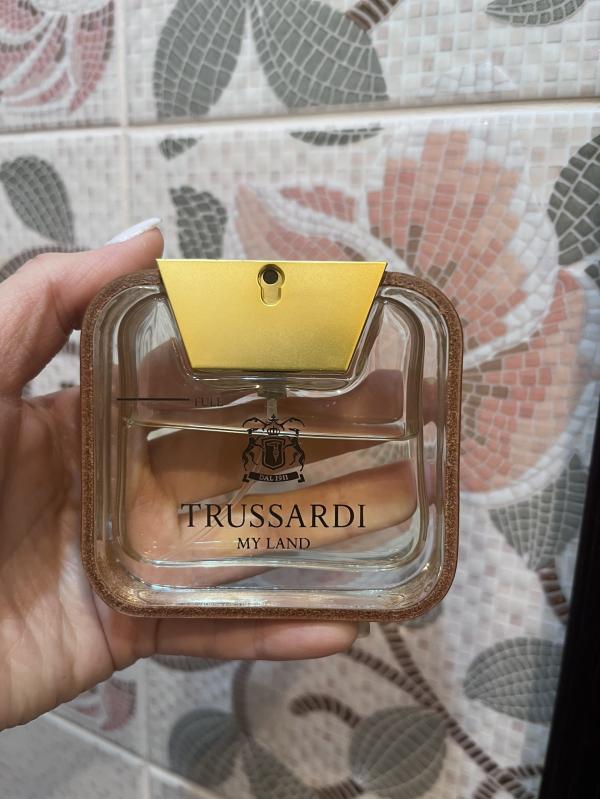 FULL
DAL 1911
TRUSSARDI
MY LAND